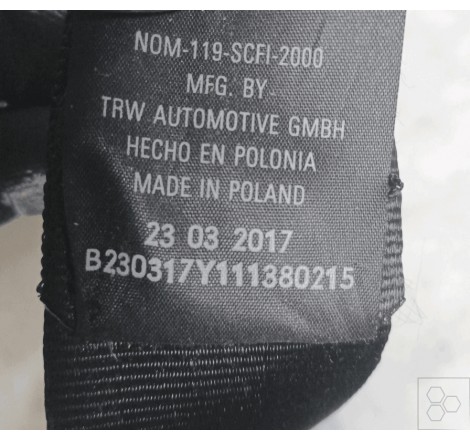 NOM-119-SCFI-2000
MFG. BY
TRW AUTOMOTIVE GMBH
HECHO EN POLONIA
MADE IN POLAND
23 03 2017
B230317Y111380215